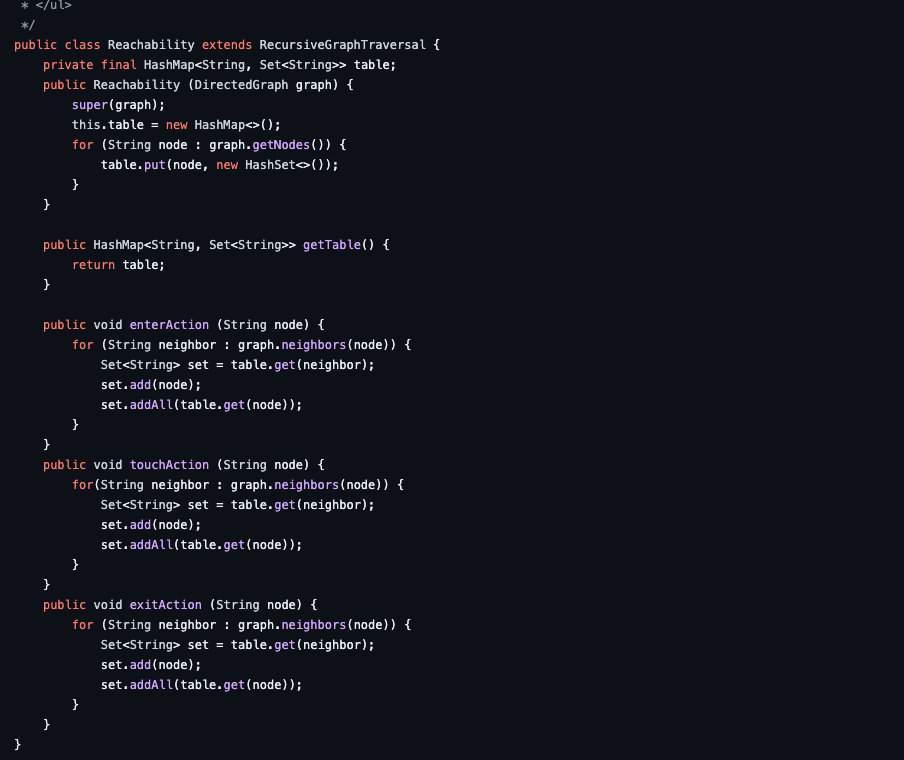 * </ul>
 */
public class Reachability extends RecursiveGraphTraversal {
    private final HashMap<String, Set<String>> table;
    public Reachability (DirectedGraph graph) {
        super(graph);
        this.table = new HashMap<>();
        for (String node : graph.getNodes()) {
            table.put(node, new HashSet<>());
        }
    }

    public HashMap<String, Set<String>> getTable() {
        return table;
    }

    public void enterAction (String node) {
        for (String neighbor : graph.neighbors(node)) {
            Set<String> set = table.get(neighbor);
            set.add(node);
            set.addAll(table.get(node));
        }
    }
    public void touchAction (String node) {
        for(String neighbor : graph.neighbors(node)) {
            Set<String> set = table.get(neighbor);
            set.add(node);
            set.addAll(table.get(node));
        }
    }
    public void exitAction (String node) {
        for (String neighbor : graph.neighbors(node)) {
            Set<String> set = table.get(neighbor);
            set.add(node);
            set.addAll(table.get(node));
        }
    }
}